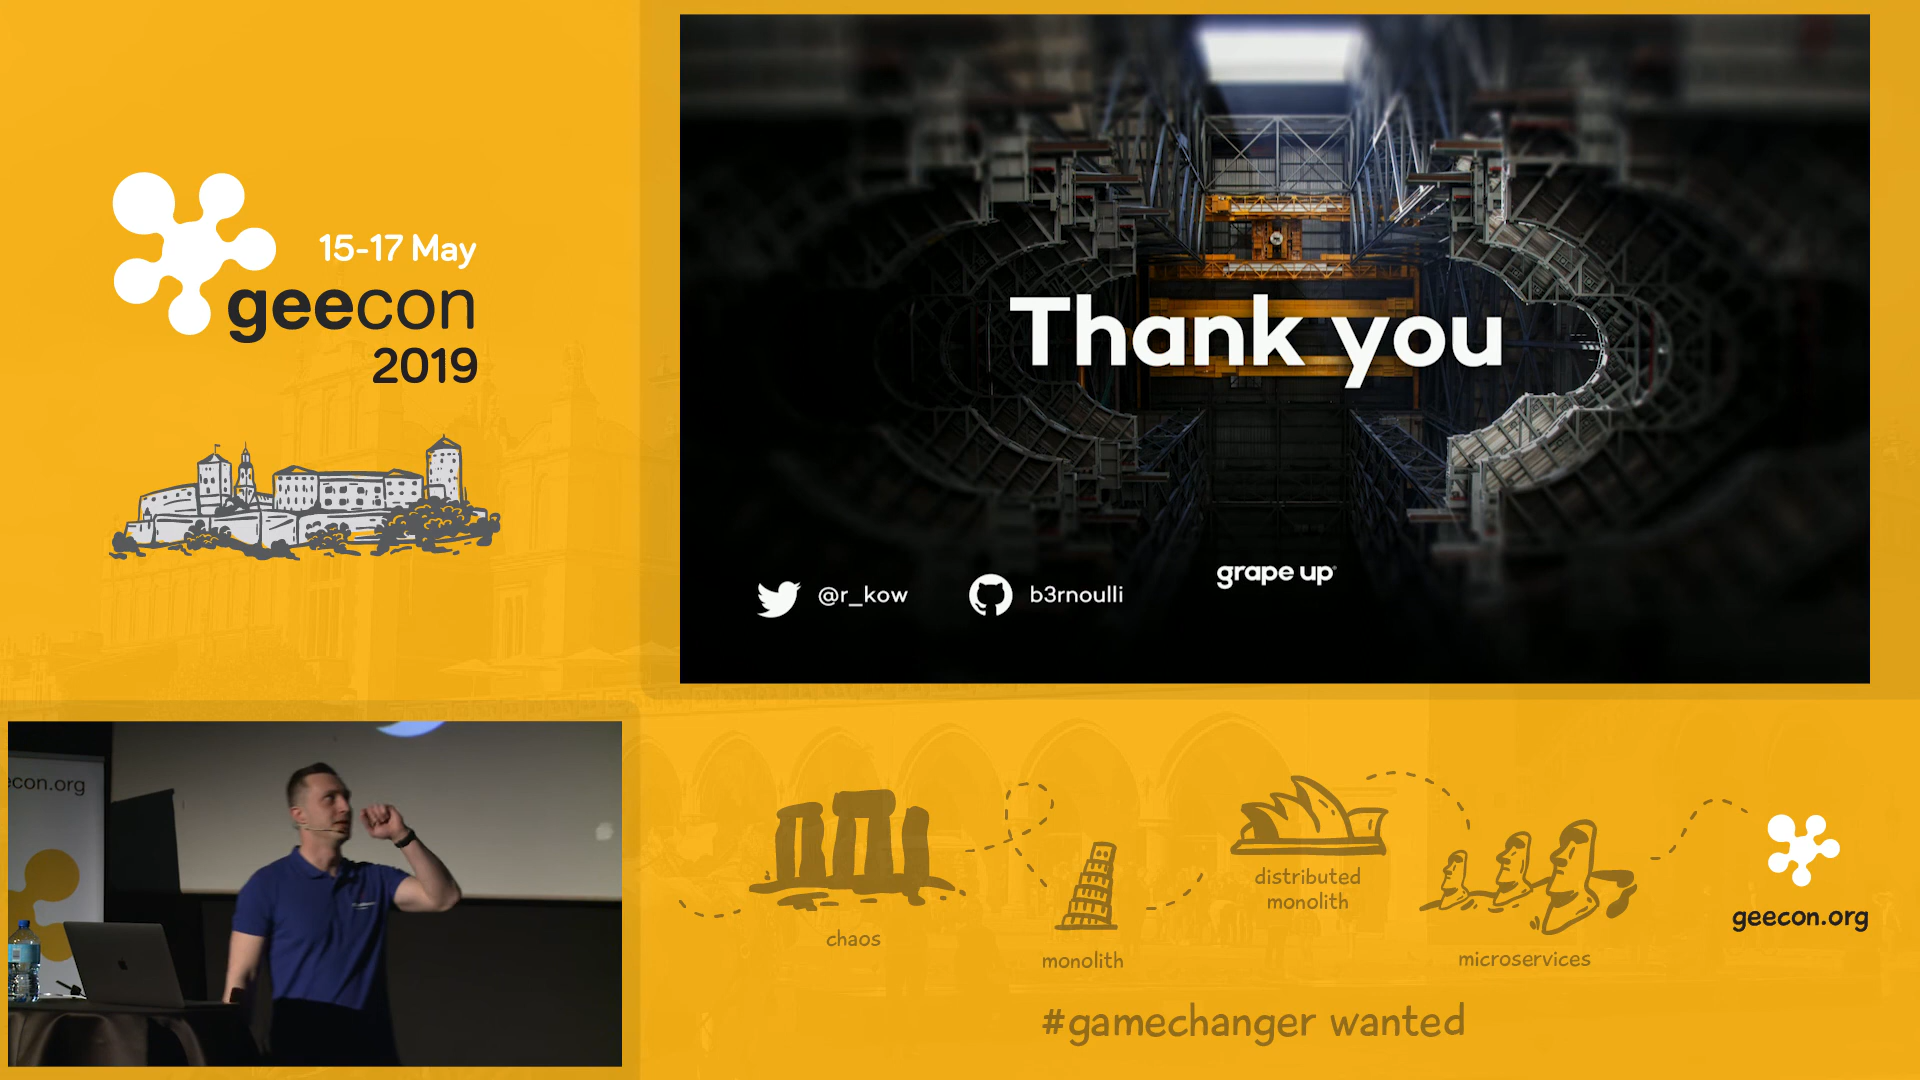 15-17 May
geecon
2019
Thank you
@r_kow
b3rnoulli
grape up
econ.org
chaos
monolith
distributed
monolith
microservices
geecon.org
#gamechanger wanted